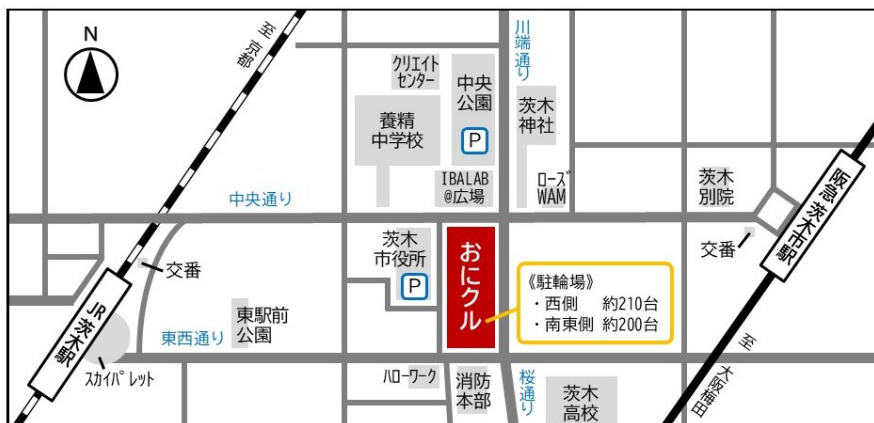 N
至 京都
クリエイト
センター
中央
公園
川端通り
養精
中学校
P
茨木
神社
IBALAB
@広場
ローズ
WAM
茨木
別院
阪急 茨木市駅
中央通り
茨木
市役所
P
おにクル
交番
交番
《駐輪場》
・西側 約210台
・南東側 約200台
JR茨木駅
東西通り
東駅前
公園
スカイパレット
ハローワーク
消防
本部
桜通り
茨木
高校
至 大阪梅田